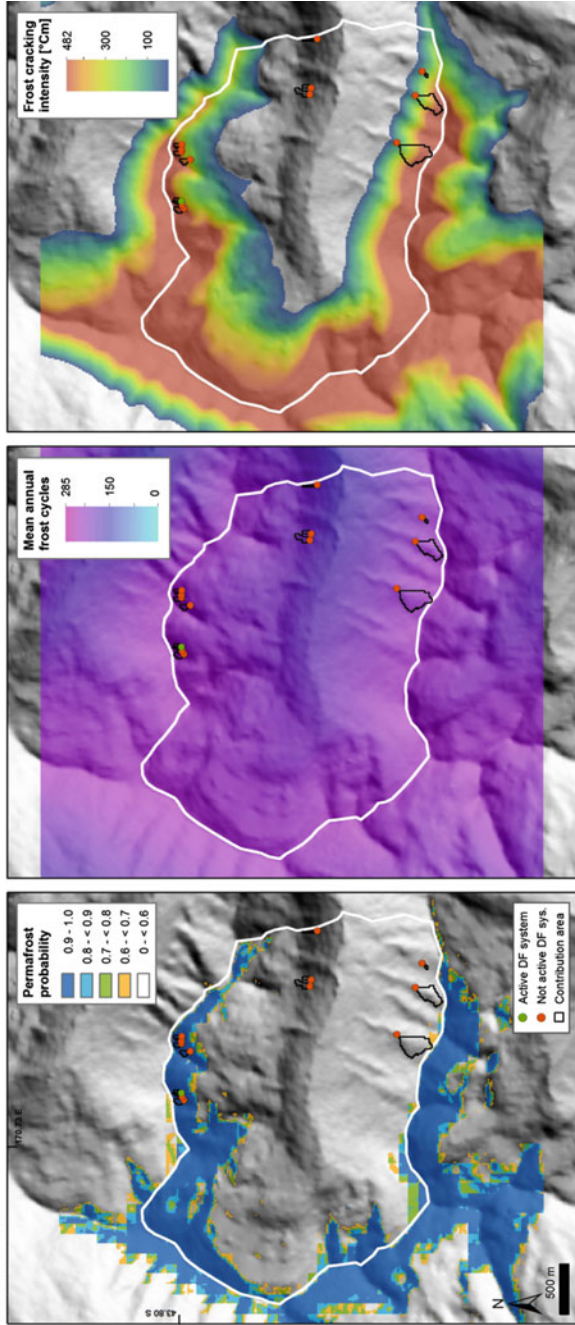 Permafrost
probability
0.9 - 1.0
0.8 - < 0.9
0.7 - < 0.8
0.6 - <0.7
0 - <0.6
Active DF system
Not active DF sys.
Contribution area
43.80 S
N
500 m
Mean annual
frost cycles
285
150
0
Frost cracking
intensity [°Cm]
482
300
100